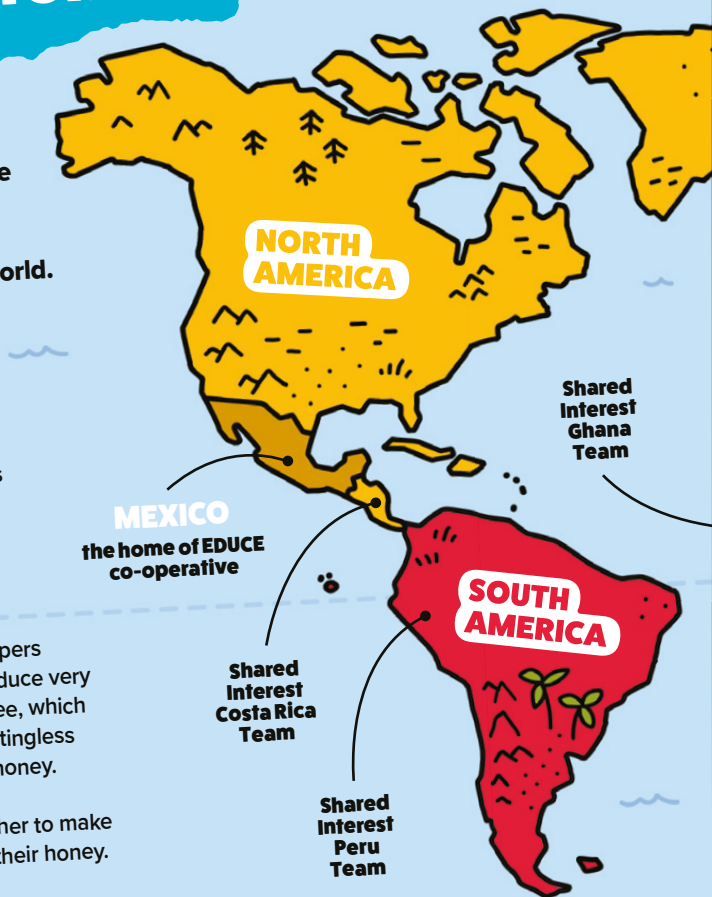 e
orld.
NORTH
AMERICA
Shared
Interest
Ghana
Team
s
MEXICO
the home of EDUCE
co-operative
SOUTH
AMERICA
pers
duce very
ee, which
tingless
honey.
her to make
their honey.
Shared
Interest
Costa Rica
Team
Shared
Interest
Peru
Team